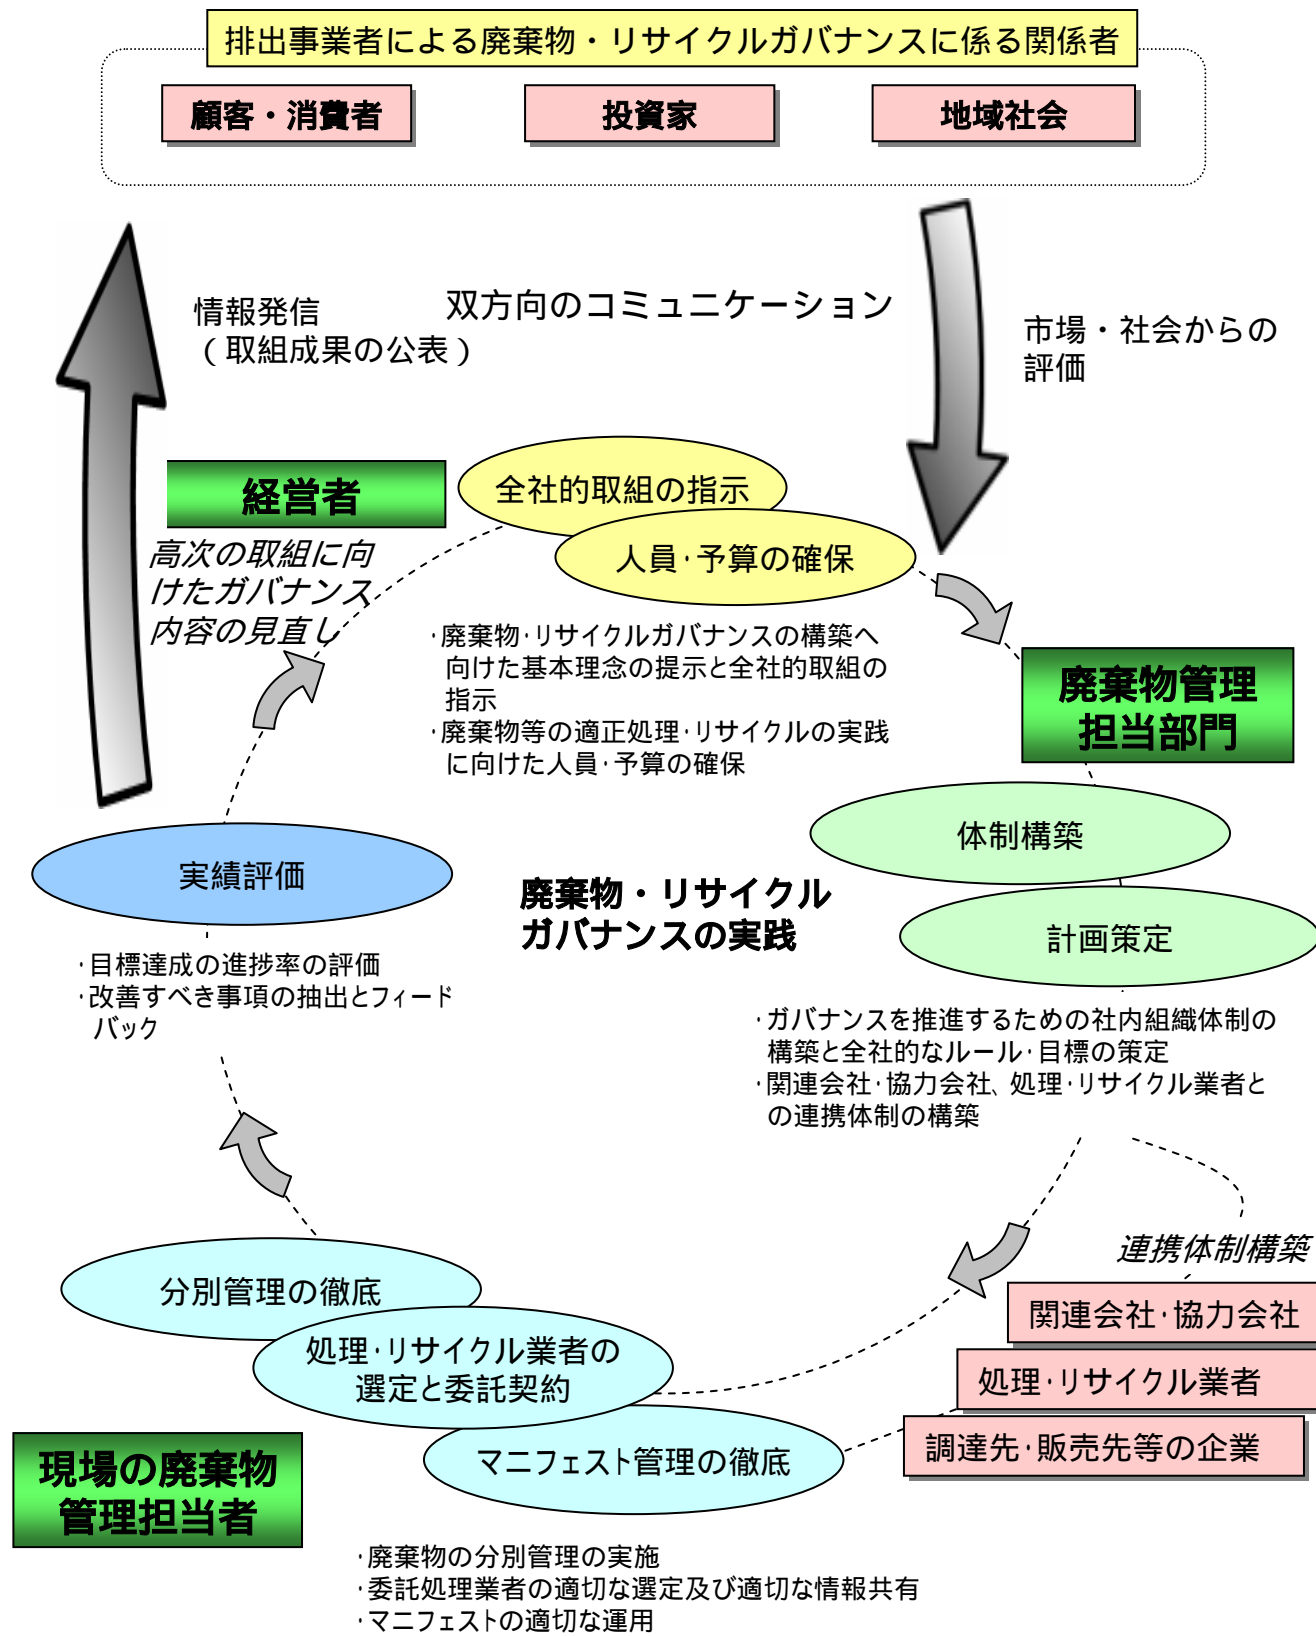 排出事業者による廃棄物・リサイクルガバナンスに係る関係者
顧客・消費者
投資家
地域社会
情報発信
（取組成果の公表）
双方向のコミュニケーション
市場・社会からの
評価
経営者
全社的取組の指示
人員･予算の確保
高次の取組に向
けたガバナンス
内容の見直し
･廃棄物･リサイクルガバナンスの構築へ
向けた基本理念の提示と全社的取組の
指示
･廃棄物等の適正処理･リサイクルの実践
に向けた人員･予算の確保
廃棄物管理
担当部門
体制構築
計画策定
実績評価
廃棄物・リサイクル
ガバナンスの実践
･目標達成の進捗率の評価
･改善すべき事項の抽出とフィード
バック
･ガバナンスを推進するための社内組織体制の
構築と全社的なルール･目標の策定
･関連会社･協力会社、処理･リサイクル業者と
の連携体制の構築
連携体制構築
関連会社･協力会社
処理･リサイクル業者
調達先･販売先等の企業
分別管理の徹底
処理･リサイクル業者の
選定と委託契約
マニフェスト管理の徹底
現場の廃棄物
管理担当者
･廃棄物の分別管理の実施
･委託処理業者の適切な選定及び適切な情報共有
･マニフェストの適切な運用